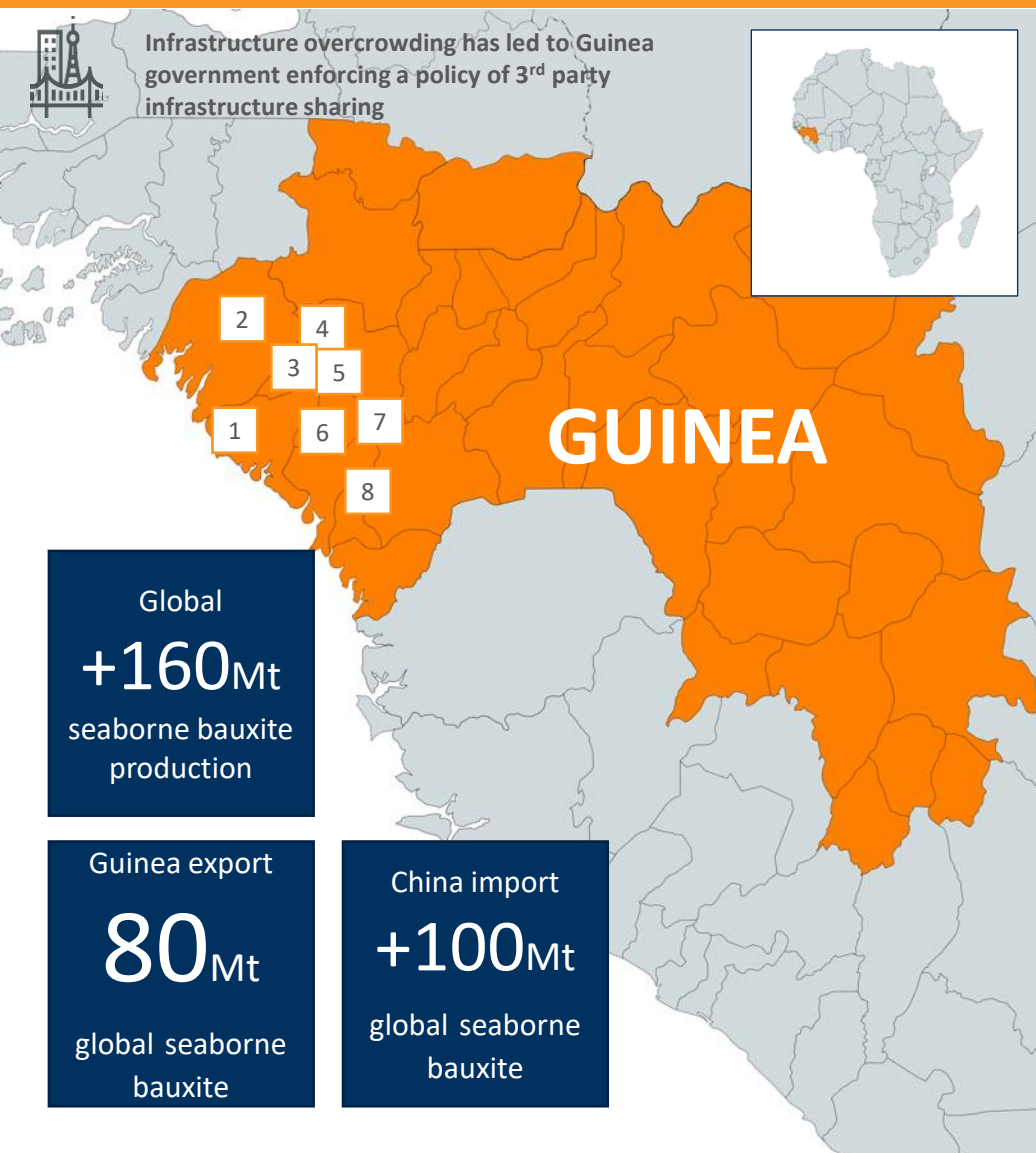 Infrastructure overcrowding has led to Guinea
government enforcing a policy of 3rd party
infrastructure sharing
2
4
3
5
1
6
7
8
GUINEA
Global
+160Mt
seaborne bauxite
production
Guinea export
80Mt
global seaborne
bauxite
China import
+100Mt
global seaborne
bauxite